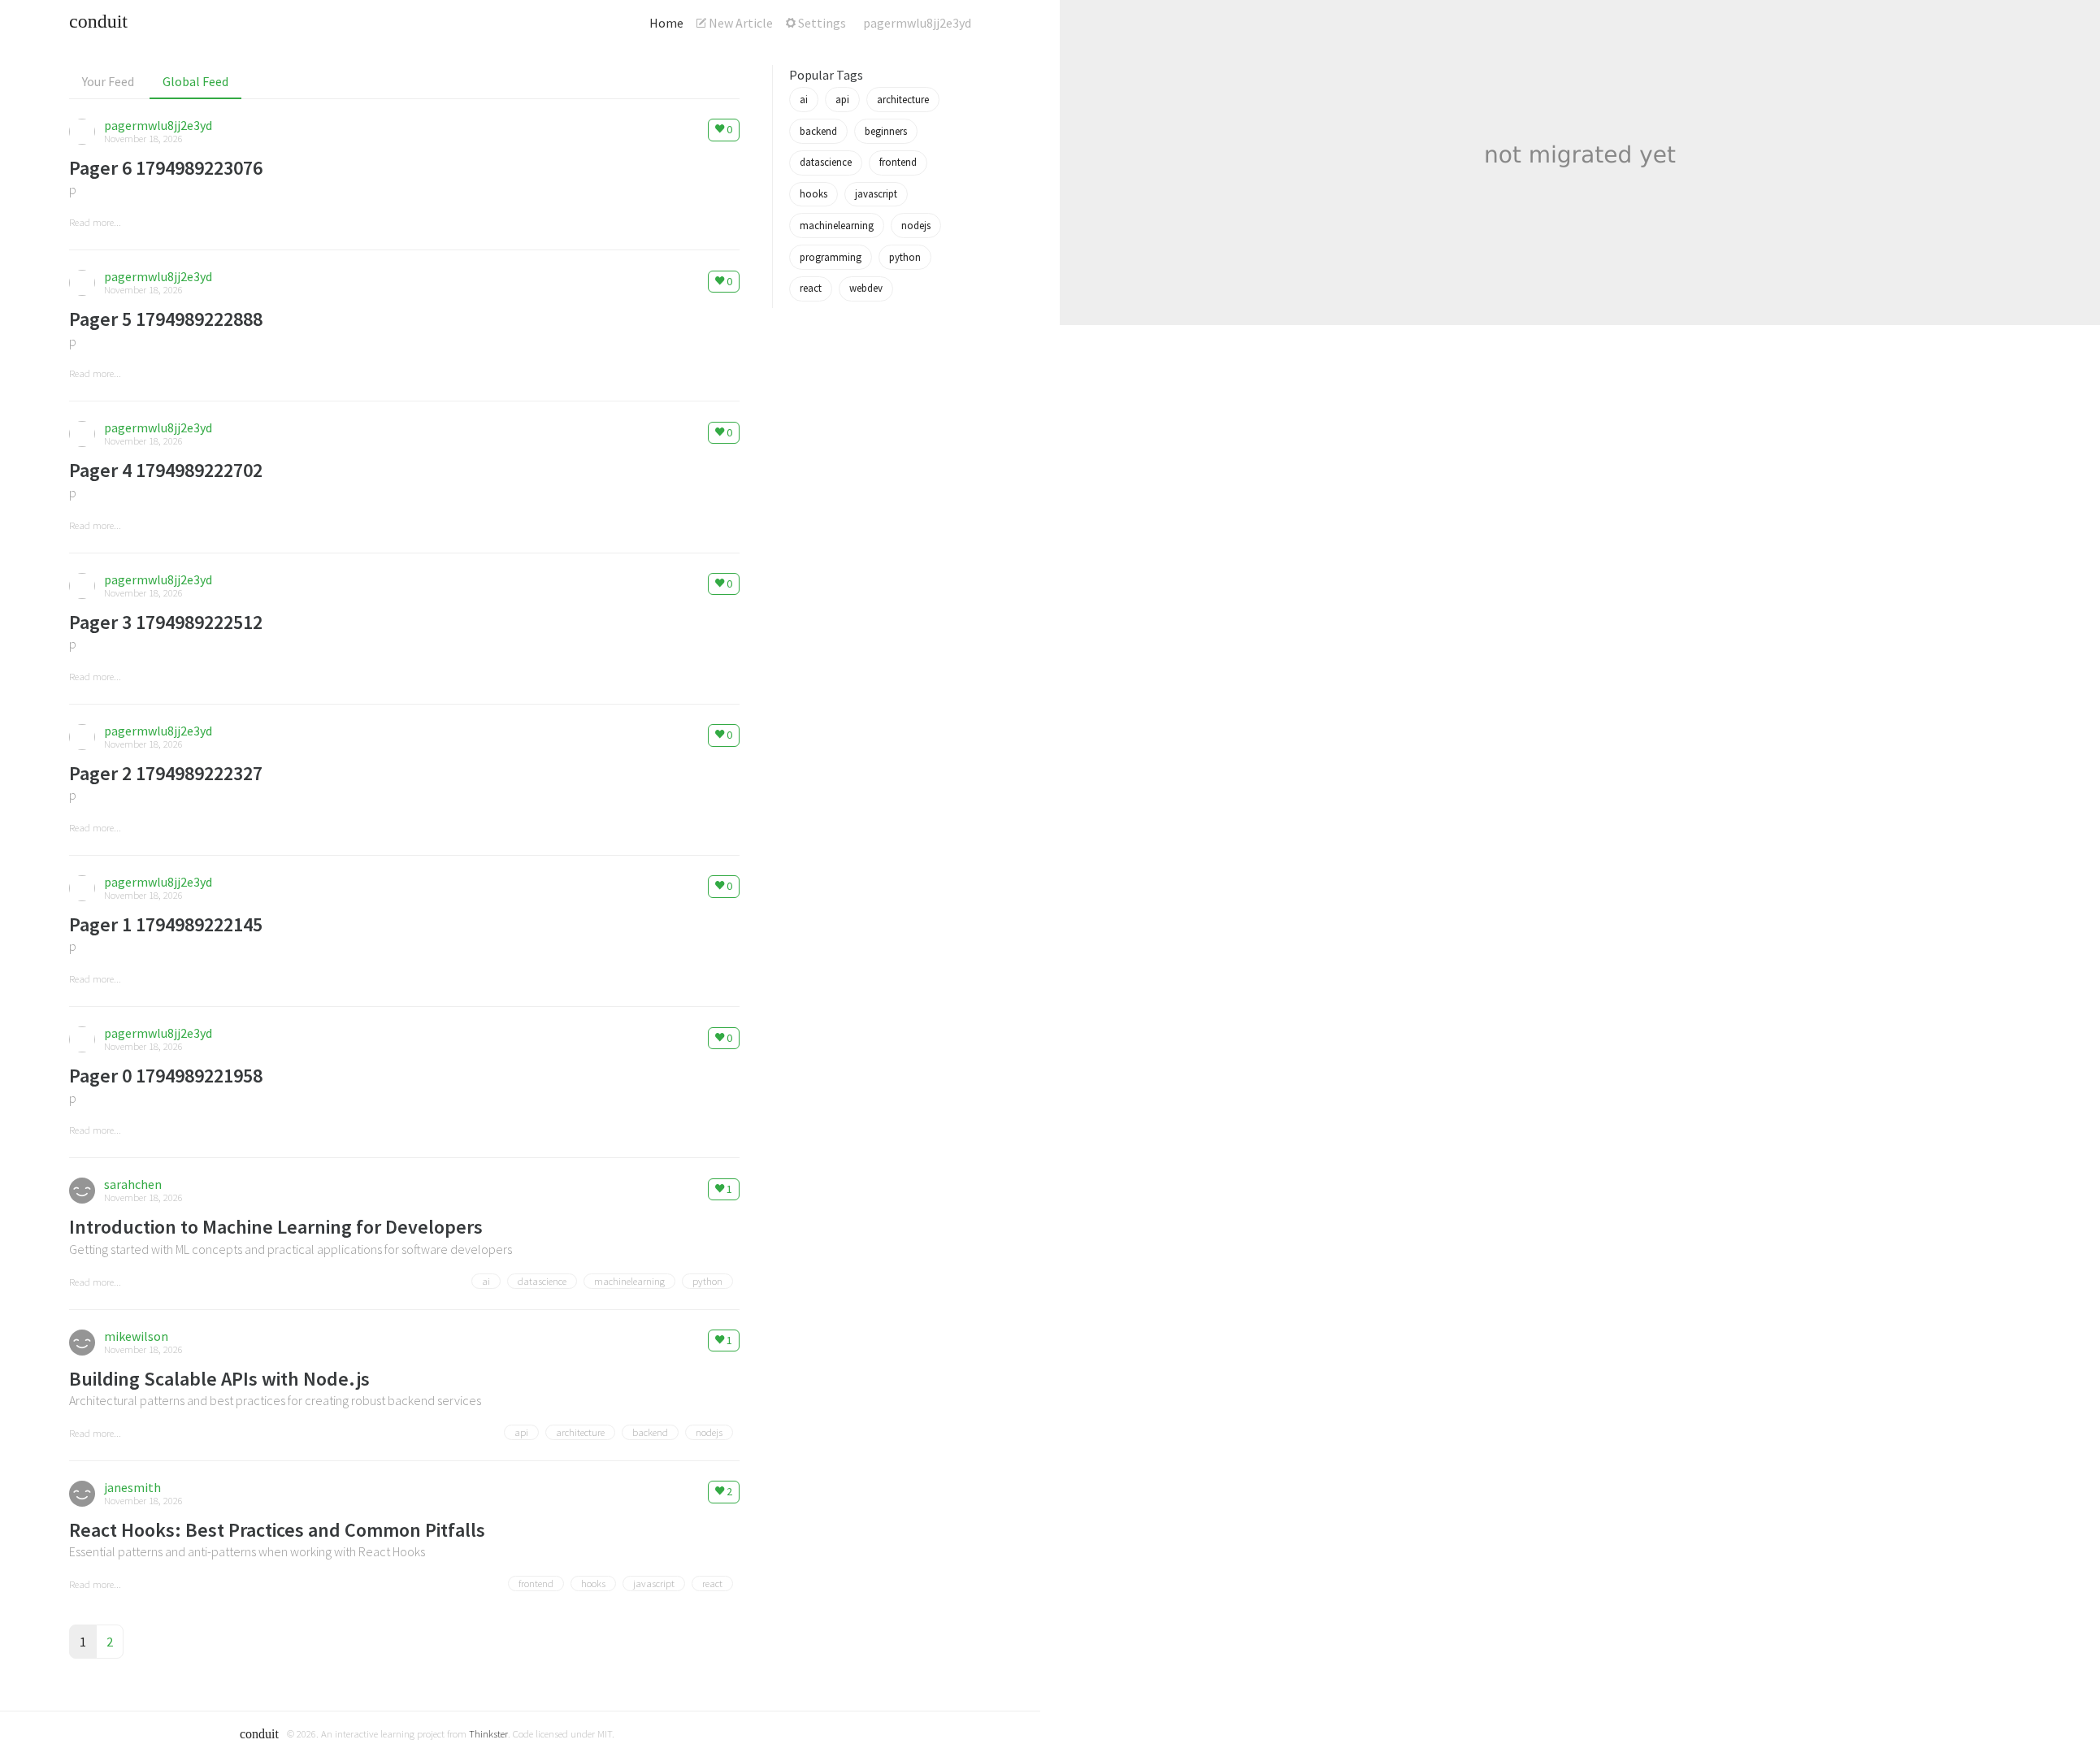 conduit
Home New Article Settings pagermwlu8jj2e3yd
Your Feed Global Feed
pagermwlu8jj2e3yd
November 18, 2026
0
Pager 6 1794989223076
p
Read more...
pagermwlu8jj2e3yd
November 18, 2026
0
Pager 5 1794989222888
p
Read more...
pagermwlu8jj2e3yd
November 18, 2026
0
Pager 4 1794989222702
p
Read more...
pagermwlu8jj2e3yd
November 18, 2026
0
Pager 3 1794989222512
p
Read more...
pagermwlu8jj2e3yd
November 18, 2026
0
Pager 2 1794989222327
p
Read more...
pagermwlu8jj2e3yd
November 18, 2026
0
Pager 1 1794989222145
p
Read more...
pagermwlu8jj2e3yd
November 18, 2026
0
Pager 0 1794989221958
p
Read more...
sarahchen
November 18, 2026
1
Introduction to Machine Learning for Developers
Getting started with ML concepts and practical applications for software developers
Read more... ai datascience machinelearning python
mikewilson
November 18, 2026
1
Building Scalable APIs with Node.js
Architectural patterns and best practices for creating robust backend services
Read more... api architecture backend nodejs
janesmith
November 18, 2026
2
React Hooks: Best Practices and Common Pitfalls
Essential patterns and anti-patterns when working with React Hooks
Read more... frontend hooks javascript react
1 2
Popular Tags
ai api architecture
backend beginners
datascience frontend
hooks javascript
machinelearning nodejs
programming python
react webdev
not migrated yet
conduit © 2026. An interactive learning project from Thinkster. Code licensed under MIT.